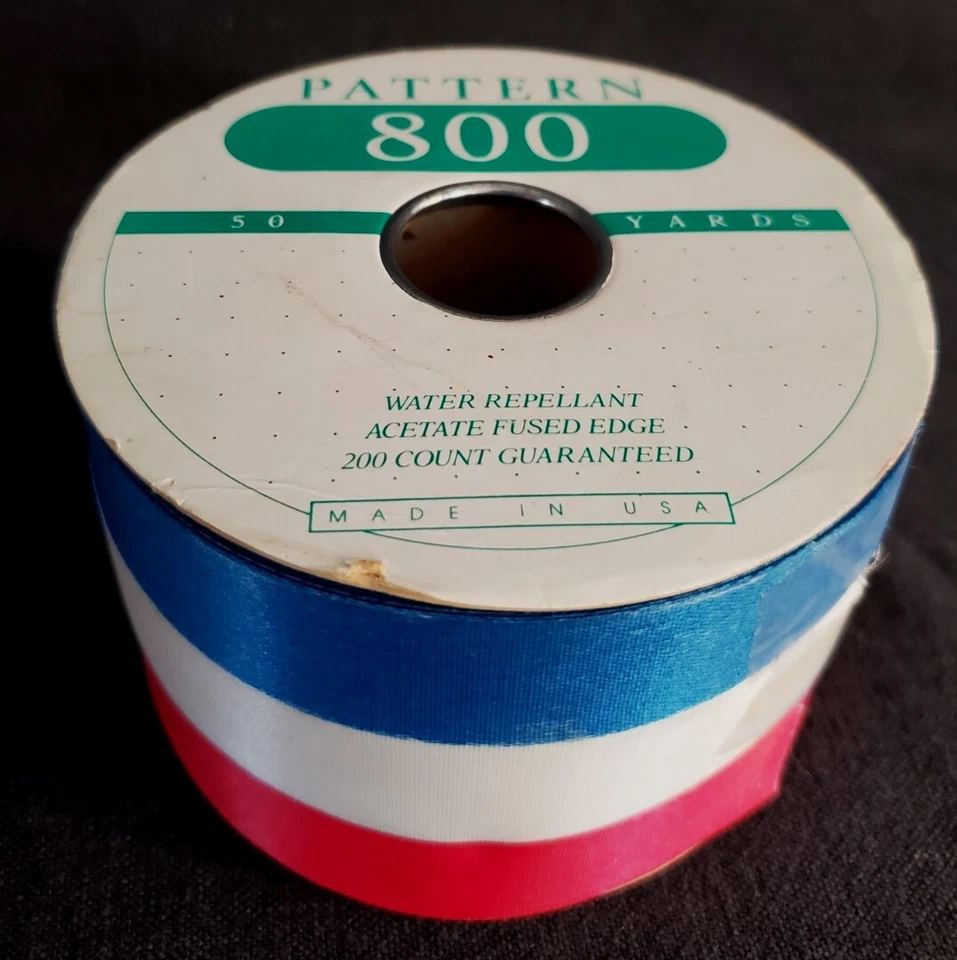 PATTERN
800
50 YARDS
WATER REPELLANT
ACETATE FUSED EDGE
200 COUNT GUARANTEED
MADE IN USA